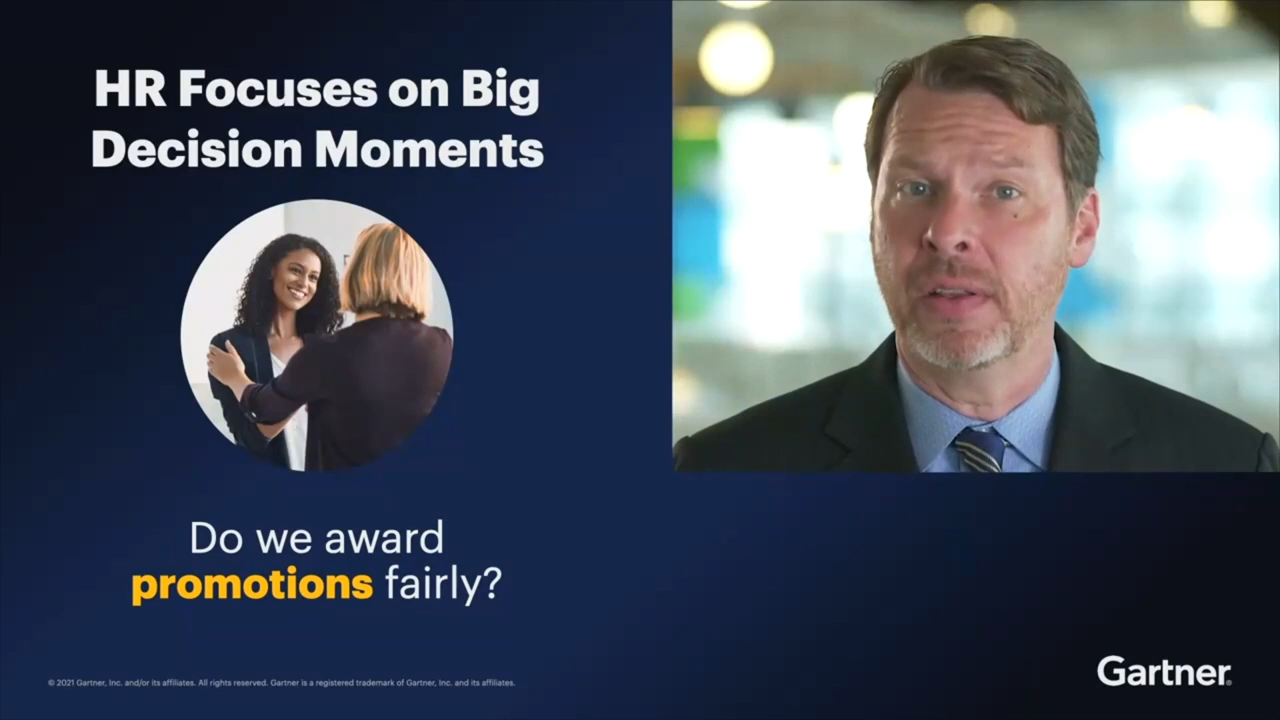 HR Focuses on Big
Decision Moments
Do we award
promotions fairly?
© 2021 Gartner, Inc. and/or its affiliates. All rights reserved. Gartner is a registered trademark of Gartner, Inc. and its affiliates.
Gartner®